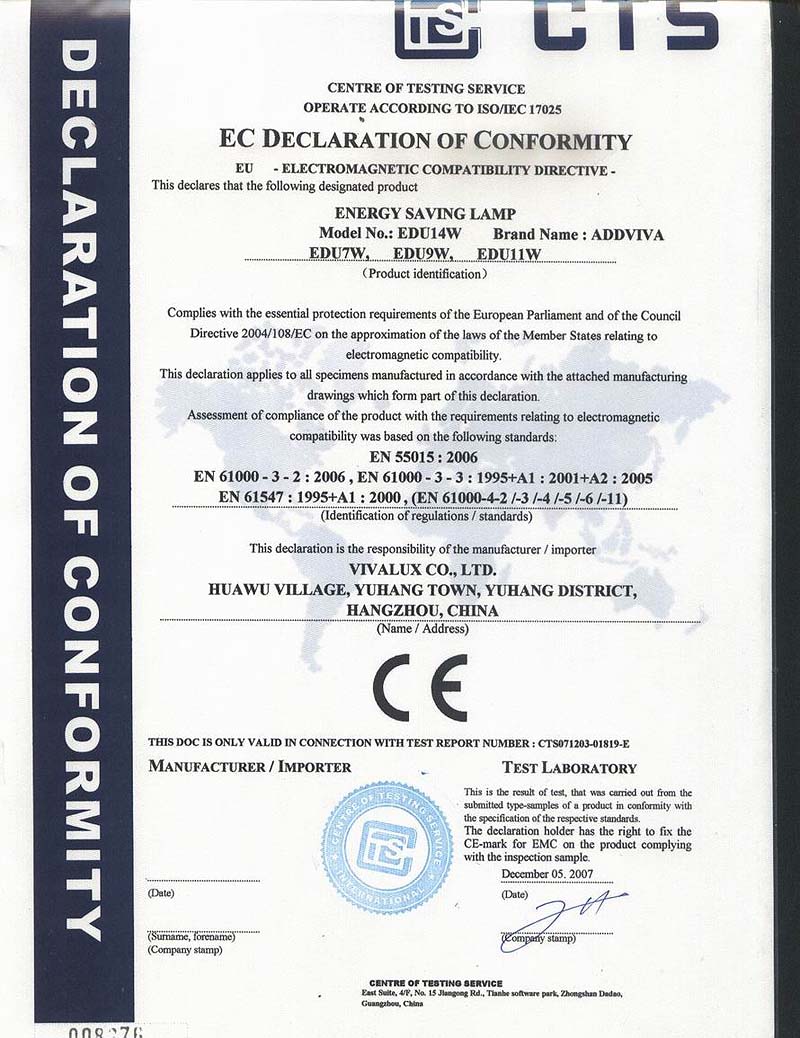 CTS CTS
DECLARATION OF CONFORMITY
CENTRE OF TESTING SERVICE
OPERATE ACCORDING TO ISO/IEC 17025
EC DECLARATION OF CONFORMITY
EU - ELECTROMAGNETIC COMPATIBILITY DIRECTIVE -
This declares that the following designated product
ENERGY SAVING LAMP
Model No.: EDU14W Brand Name : ADDVIVA
EDU7W, EDU9W, EDU11W
(Product identification)
Complies with the essential protection requirements of the European Parliament and of the Council
Directive 2004/108/EC on the approximation of the laws of the Member States relating to
electromagnetic compatibility.
This declaration applies to all specimens manufactured in accordance with the attached manufacturing
drawings which form part of this declaration.
Assessment of compliance of the product with the requirements relating to electromagnetic
compatibility was based on the following standards:
EN 55015 : 2006
EN 61000 - 3 - 2 : 2006 , EN 61000 - 3 - 3 : 1995+A1 : 2001+A2 : 2005
EN 61547 : 1995+A1 : 2000 , (EN 61000-4-2 /-3 /-4 /-5 /-6 /-11)
(Identification of regulations / standards)
This declaration is the responsibility of the manufacturer / importer
VIVALUX CO., LTD.
HUAWU VILLAGE, YUHANG TOWN, YUHANG DISTRICT,
HANGZHOU, CHINA
(Name / Address)
CE
THIS DOC IS ONLY VALID IN CONNECTION WITH TEST REPORT NUMBER : CTS071203-01819-E
MANUFACTURER / IMPORTER
TEST LABORATORY
This is the result of test, that was carried out from the
submitted type-samples of a product in conformity with
the specification of the respective standards.
The declaration holder has the right to fix the
CE-mark for EMC on the product complying
with the inspection sample.
CENTRE OF TESTING SERVICE
CTS
INTERNATIONAL
December 05. 2007
(Date)
(Date)
(Surname, forename)
(Company stamp)
(Company stamp)
CENTRE OF TESTING SERVICE
East Suite, 4/F, No. 15 Jiangong Rd., Tianhe software park, Zhongshan Dadao,
Guangzhou, China